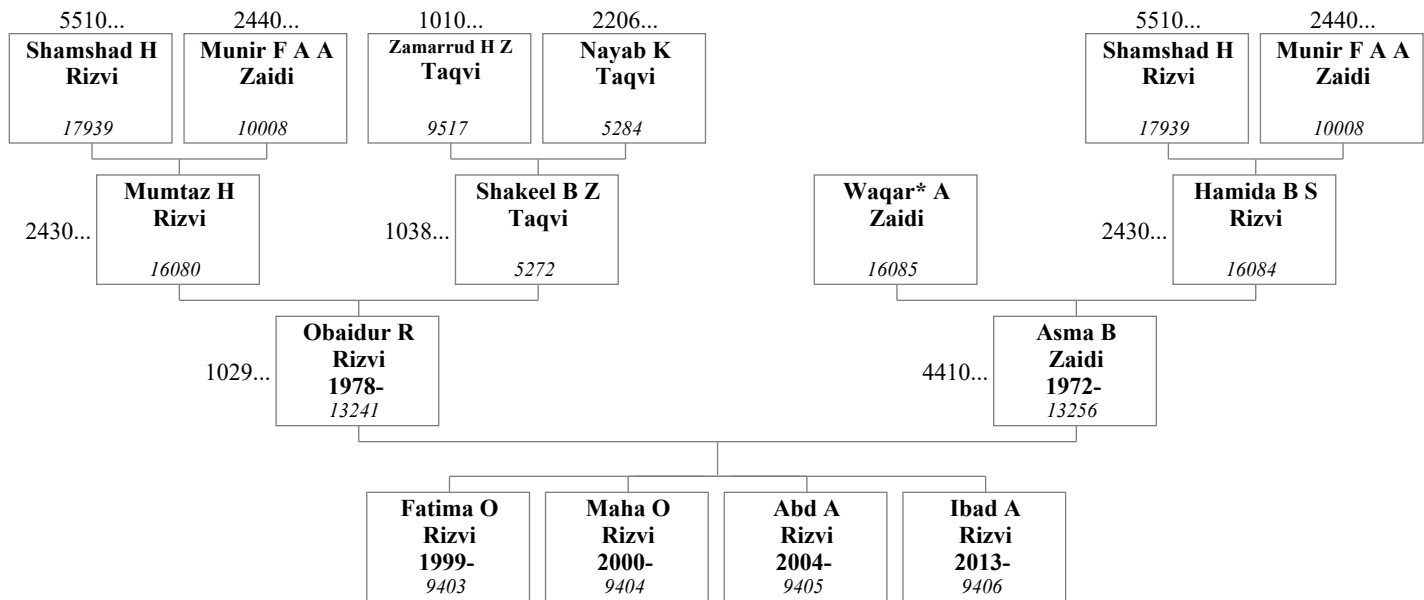 5510...
2440...
1010...
2206...
5510...
2440...
Shamshad H
Rizvi
17939
Munir F A A
Zaidi
10008
Zamarrud H Z
Taqvi
9517
Nayab K
Taqvi
5284
Shamshad H
Rizvi
17939
Munir F A A
Zaidi
10008
2430...
Mumtaz H
Rizvi
16080
1038...
Shakeel B Z
Taqvi
5272
Waqar* A
Zaidi
16085
2430...
Hamida B S
Rizvi
16084
1029...
Obaidur R
Rizvi
1978-
13241
4410...
Asma B
Zaidi
1972-
13256
Fatima O
Rizvi
1999-
9403
Maha O
Rizvi
2000-
9404
Abd A
Rizvi
2004-
9405
Ibad A
Rizvi
2013-
9406